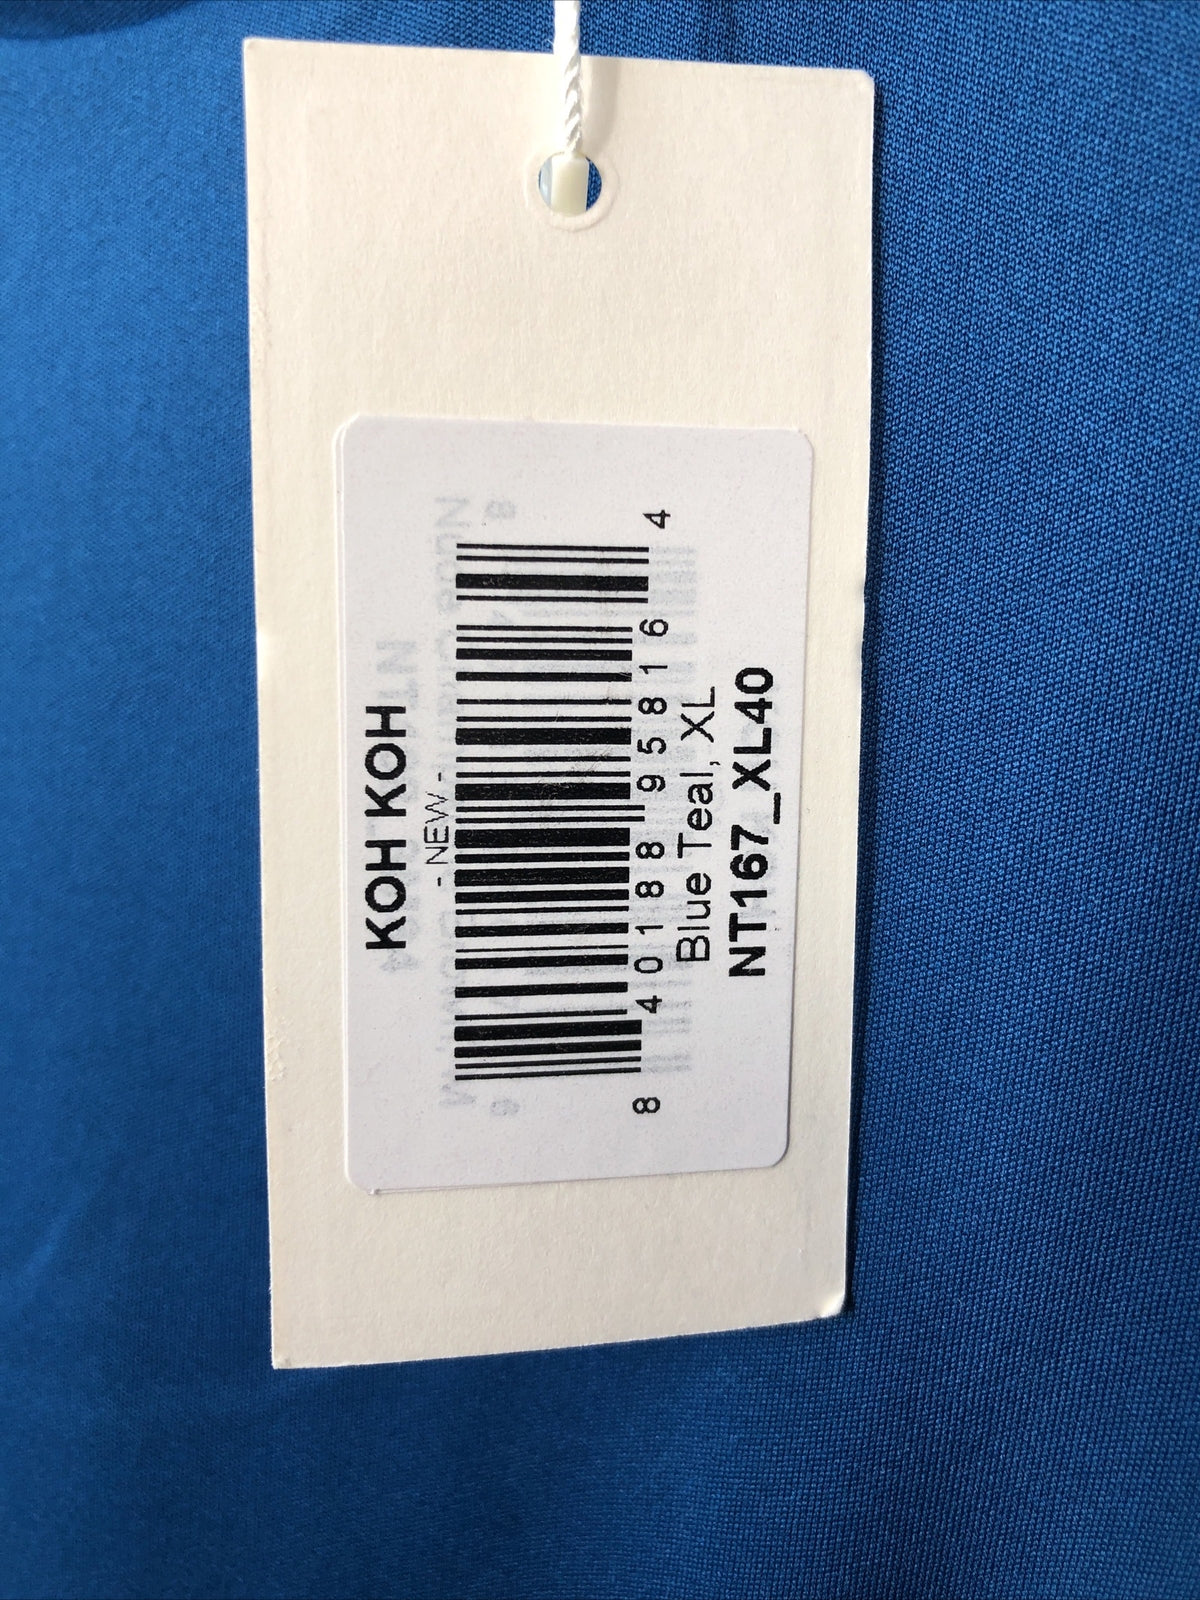 KOH KOH
- NEW -
8 40188 95816 4
Blue Teal, XL
NT167_XL40